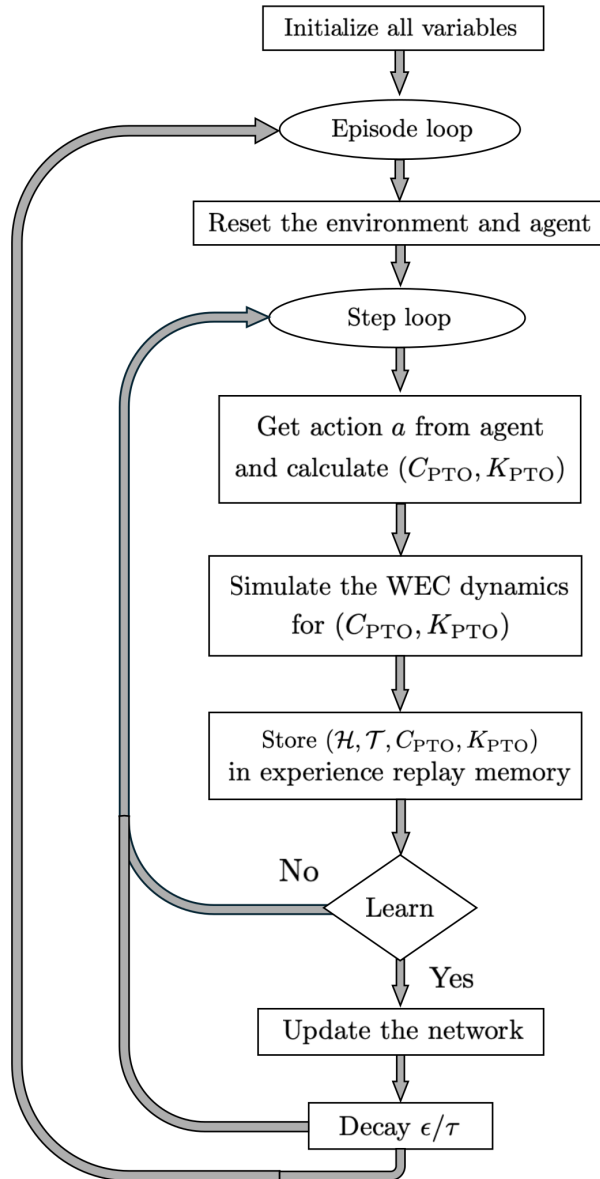 Initialize all variables
Episode loop
Reset the environment and agent
Step loop
Get action a from agent
and calculate (C_PTO, K_PTO)
Simulate the WEC dynamics
for (C_PTO, K_PTO)
Store (ℋ, 𝒯, C_PTO, K_PTO)
in experience replay memory
No
Learn
Yes
Update the network
Decay ϵ/τ